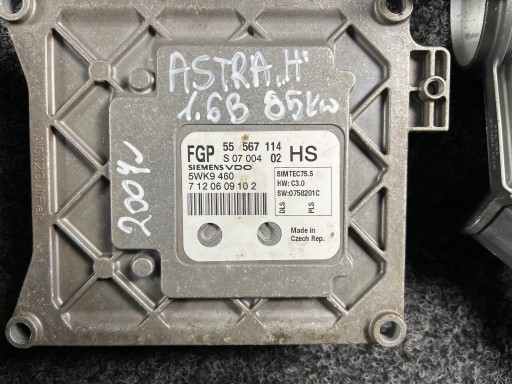 ASTRA "H"
1.6B 85kw
2007r
FGP 55 567 114 HS
S 07 004 02
SIEMENS VDO
5WK9 460
7 12 06 09 10 2
SIMTEC75.5
HW: C3.0
SW:0758201C
DLS
PLS
Made in
Czech Rep.